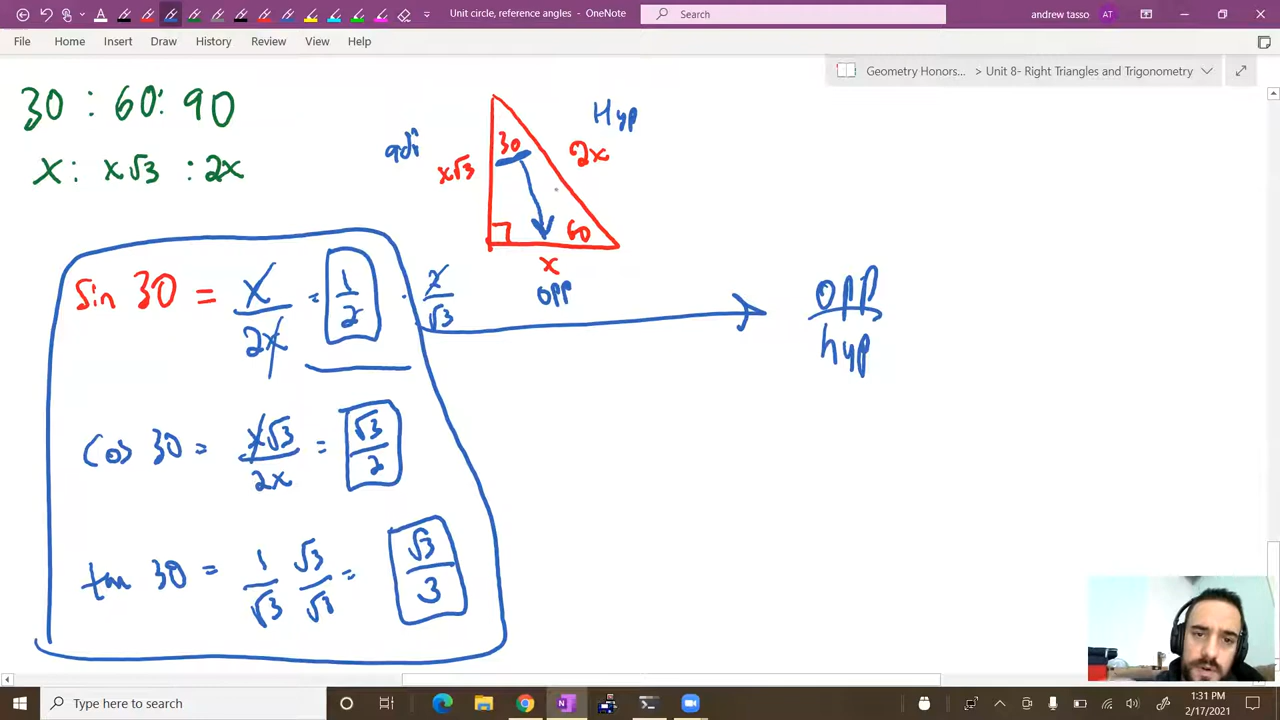 Unit circle, reference angles - OneNote
Search
andrew tasso
AT
File Home Insert Draw History Review View Help
Geometry Honors... > Unit 8- Right Triangles and Trigonometry
30 : 60 : 90
x : x√3 : 2x
Hyp
adj
30
x√3
2x
60
x
opp
sin 30 = x/2x = 1/2 · 2/√3
opp/hyp
cos 30 = x√3/2x = √3/2
tan 30 = 1/√3 √3/√3 = √3/3
Type here to search
1:31 PM
2/17/2021